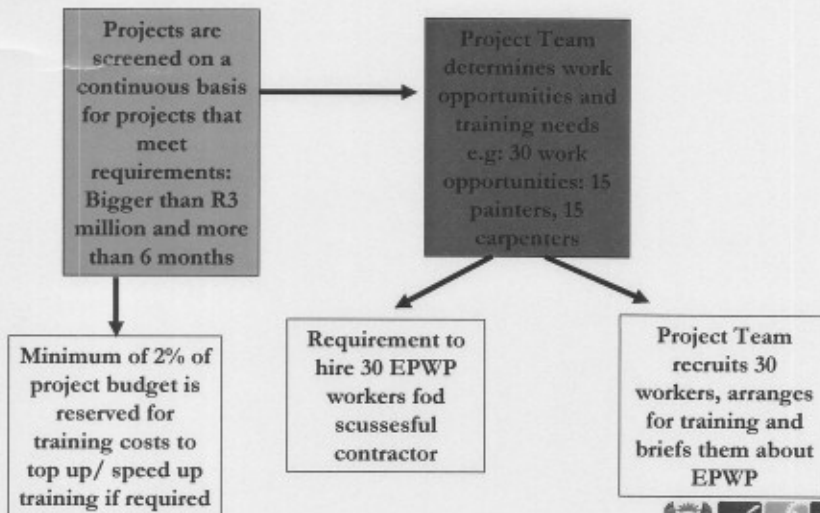 Projects are
screened on a
continuous basis
for projects that
meet
requirements:
Bigger than R3
million and more
than 6 months
Project Team
determines work
opportunities and
training needs
e.g: 30 work
opportunities: 15
painters, 15
carpenters
Minimum of 2% of
project budget is
reserved for
training costs to
top up/ speed up
training if required
Requirement to
hire 30 EPWP
workers fod
scussesful
contractor
Project Team
recruits 30
workers, arranges
for training and
briefs them about
EPWP